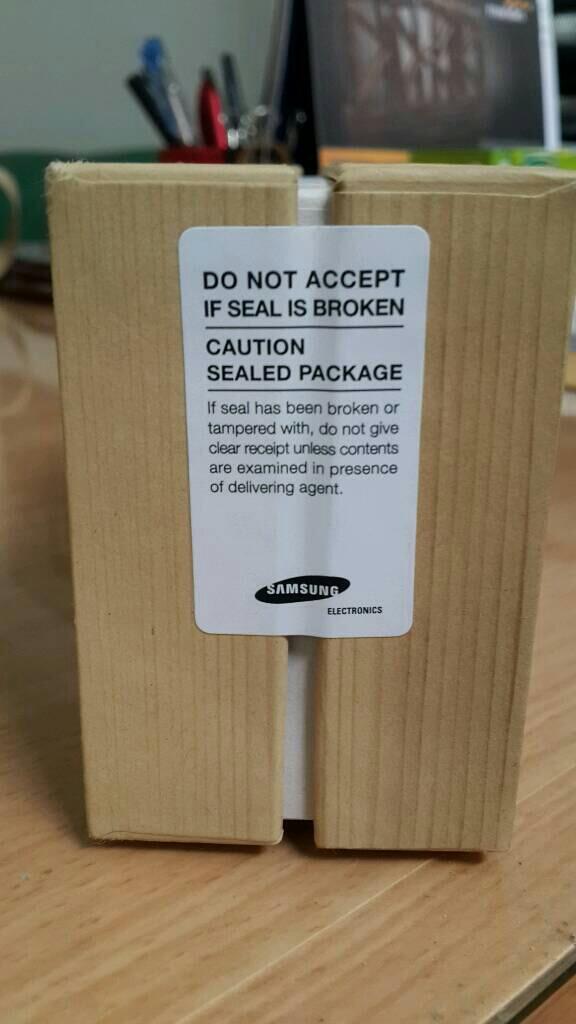 DO NOT ACCEPT
IF SEAL IS BROKEN
CAUTION
SEALED PACKAGE
If seal has been broken or
tampered with, do not give
clear receipt unless contents
are examined in presence
of delivering agent.
SAMSUNG
ELECTRONICS